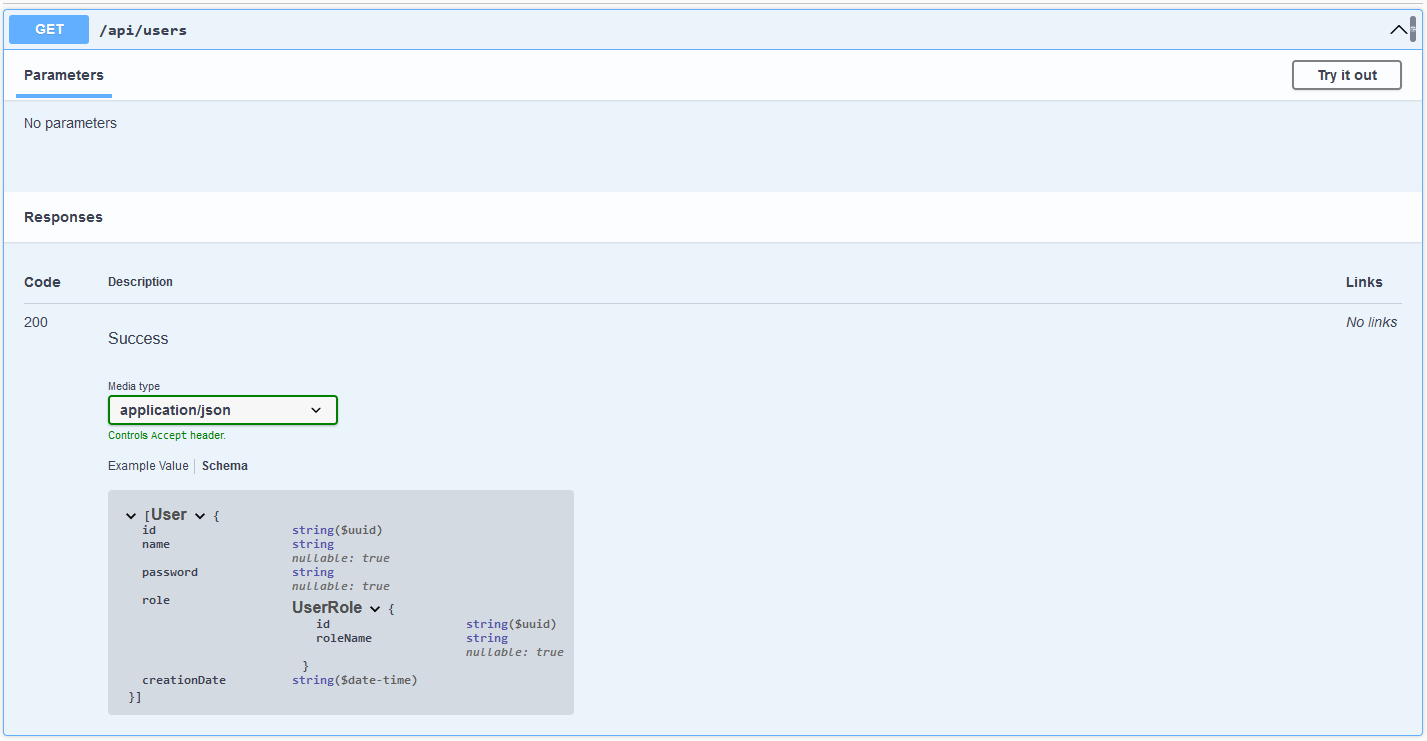 GET /api/users
Parameters Try it out
No parameters
Responses
Code Description Links
200 No links
Success
Media type
application/json
Controls Accept header.
Example Value Schema
[User {
id string($uuid)
name string
nullable: true
password string
nullable: true
role
UserRole {
id string($uuid)
roleName string
nullable: true
}
creationDate string($date-time)
}]